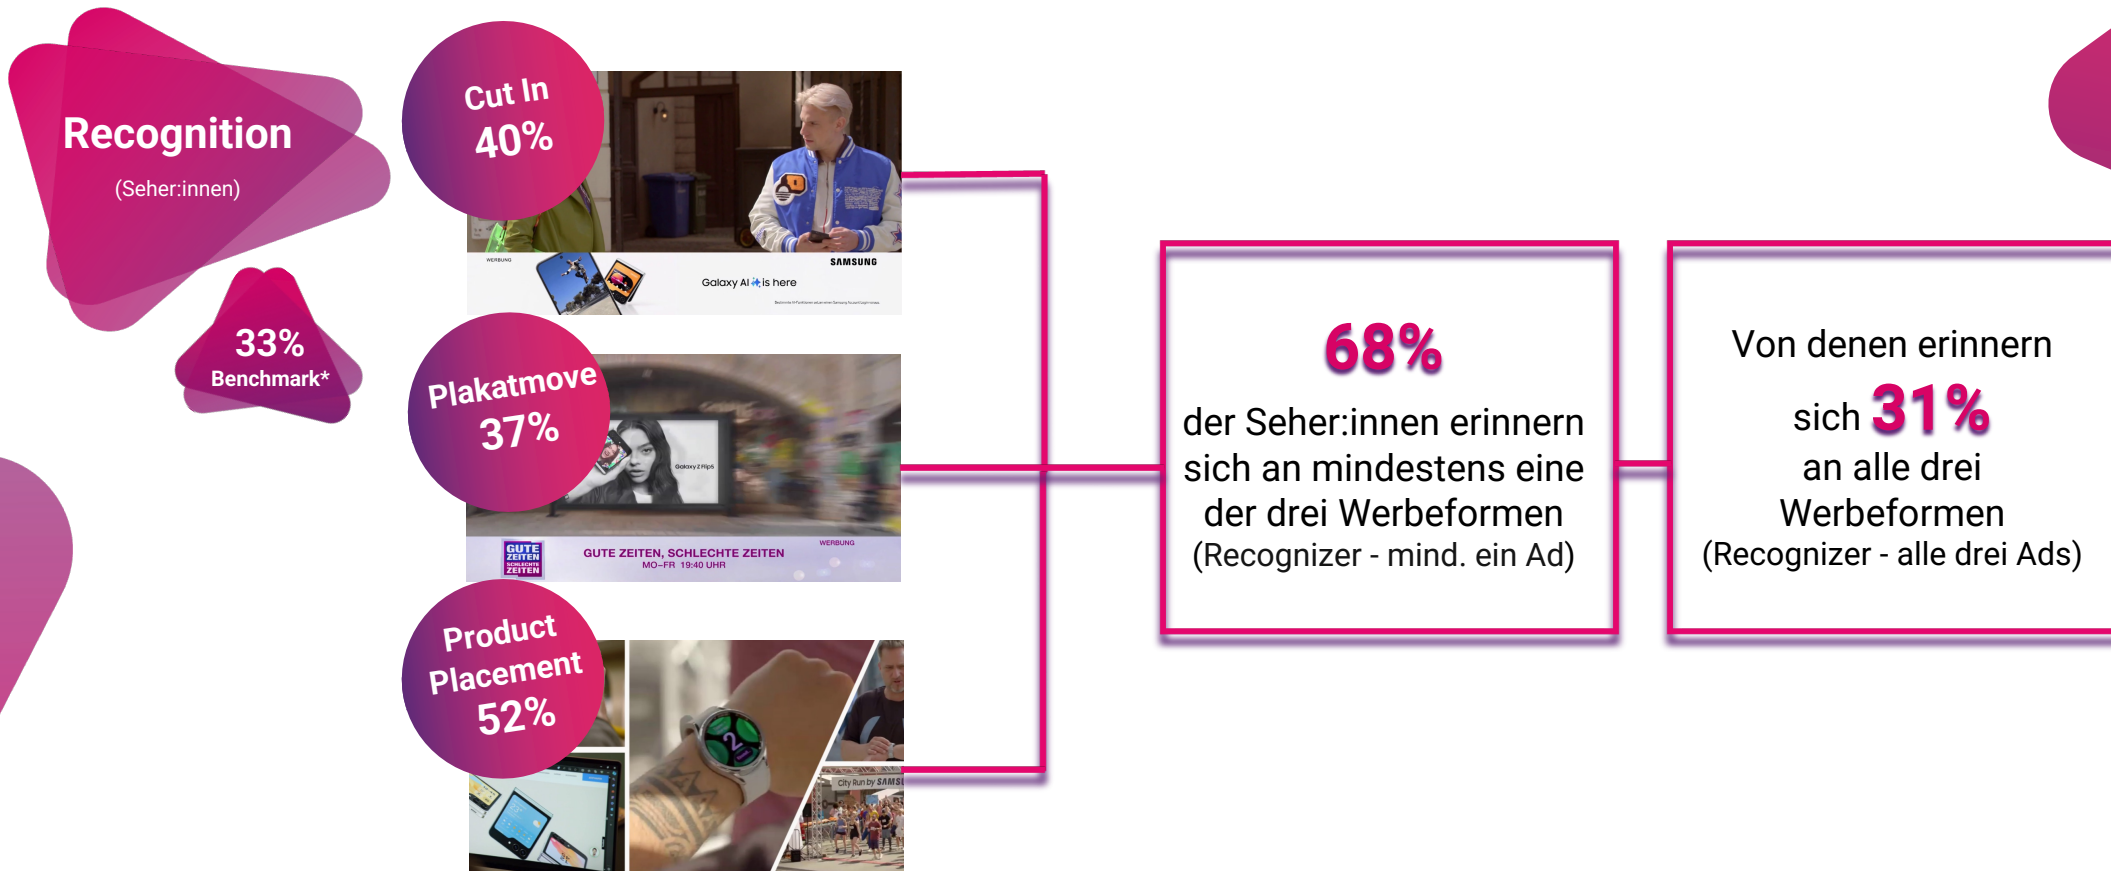 Recognition
(Seher:innen)
33%
Benchmark*
Cut In
40%
WERBUNG
SAMSUNG
Galaxy AI is here
Plakatmove
37%
Galaxy Z Flip5
GUTE
ZEITEN
SCHLECHTE
ZEITEN
GUTE ZEITEN, SCHLECHTE ZEITEN
MO–FR 19:40 UHR
WERBUNG
Product
Placement
52%
2
City Run by SAMSU
68%
der Seher:innen erinnern
sich an mindestens eine
der drei Werbeformen
(Recognizer - mind. ein Ad)
Von denen erinnern
sich 31%
an alle drei
Werbeformen
(Recognizer - alle drei Ads)